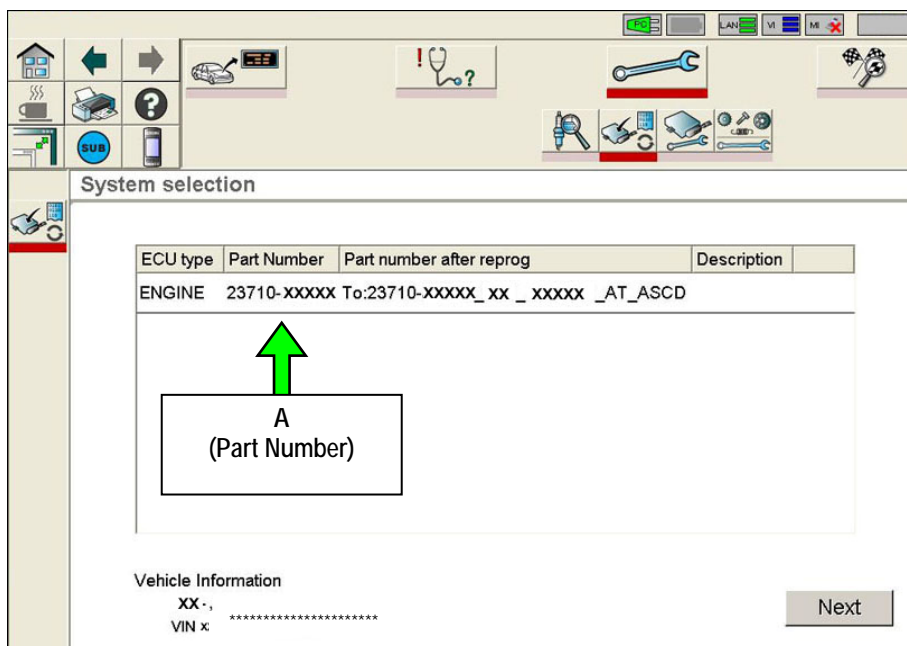 PC LAN VI MI
! ?
?
SUB
System selection
ECU type Part Number Part number after reprog Description
ENGINE 23710-XXXXX To:23710-XXXXX_ XX _ XXXXX _AT_ASCD
A
(Part Number)
Vehicle Information
XX - ,
VIN x: **********************
Next